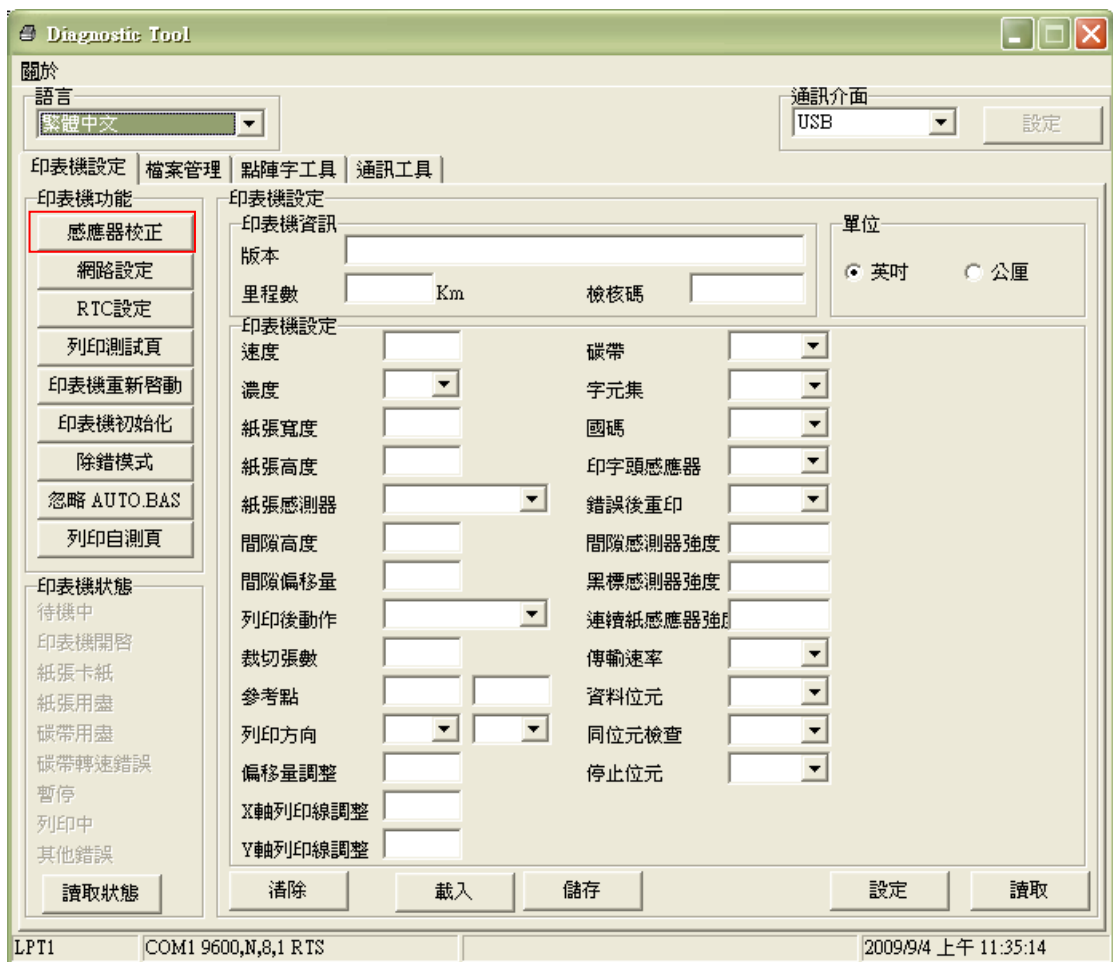 Diagnostic Tool
關於
語言
繁體中文
通訊介面
USB
設定
印表機設定 檔案管理 點陣字工具 通訊工具
印表機功能
感應器校正
網路設定
RTC設定
列印測試頁
印表機重新啓動
印表機初始化
除錯模式
忽略 AUTO.BAS
列印自測頁
印表機狀態
待機中
印表機開啓
紙張卡紙
紙張用盡
碳帶用盡
碳帶轉速錯誤
暫停
列印中
其他錯誤
讀取狀態
印表機設定
印表機資訊
版本
里程數 Km 檢核碼
單位
英吋 公厘
印表機設定
速度 碳帶
濃度 字元集
紙張寬度 國碼
紙張高度 印字頭感應器
紙張感測器 錯誤後重印
間隙高度 間隙感測器強度
間隙偏移量 黑標感測器強度
列印後動作 連續紙感應器強度
裁切張數 傳輸速率
參考點 資料位元
列印方向 同位元檢查
偏移量調整 停止位元
X軸列印線調整
Y軸列印線調整
清除 載入 儲存 設定 讀取
LPT1 COM1 9600,N,8,1 RTS 2009/9/4 上午 11:35:14